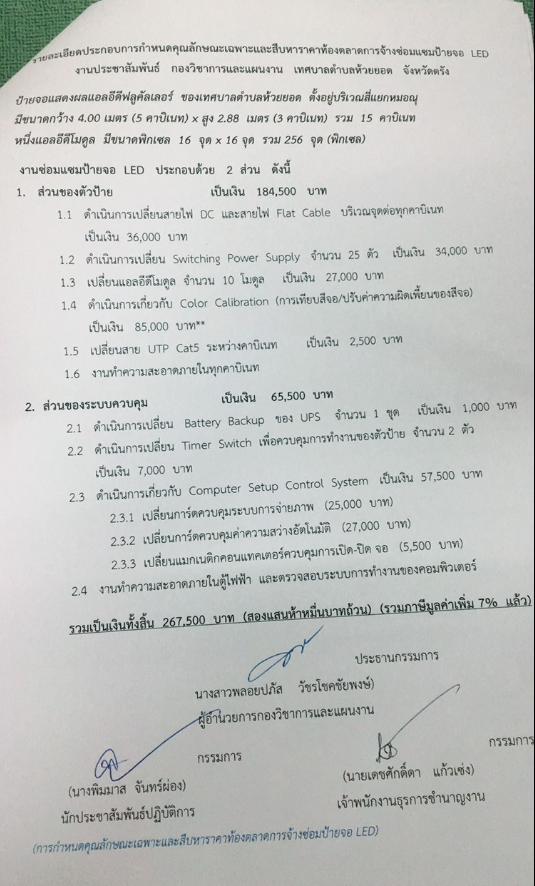 รายละเอียดประกอบการกำหนดคุณลักษณะเฉพาะและสืบหาราคาท้องตลาดการจ้างซ่อมแซมป้ายจอ LED
งานประชาสัมพันธ์ กองวิชาการและแผนงาน เทศบาลตำบลห้วยยอด จังหวัดตรัง
ป้ายจอแสดงผลแอลอีดีฟลูคัลเลอร์ ของเทศบาลตำบลห้วยยอด ตั้งอยู่บริเวณสี่แยกหมอณุ
มีขนาดกว้าง 4.00 เมตร (5 คาบิเนท) x สูง 2.88 เมตร (3 คาบิเนท) รวม 15 คาบิเนท
หนึ่งแอลอีดีโมดูล มีขนาดพิกเซล 16 จุด x 16 จุด รวม 256 จุด (พิกเซล)
งานซ่อมแซมป้ายจอ LED ประกอบด้วย 2 ส่วน ดังนี้
1. ส่วนของตัวป้าย เป็นเงิน 184,500 บาท
1.1 ดำเนินการเปลี่ยนสายไฟ DC และสายไฟ Flat Cable บริเวณจุดต่อทุกคาบิเนท
เป็นเงิน 36,000 บาท
1.2 ดำเนินการเปลี่ยน Switching Power Supply จำนวน 25 ตัว เป็นเงิน 34,000 บาท
1.3 เปลี่ยนแอลอีดีโมดูล จำนวน 10 โมดูล เป็นเงิน 27,000 บาท
1.4 ดำเนินการเกี่ยวกับ Color Calibration (การเทียบสีจอ/ปรับค่าความผิดเพี้ยนของสีจอ)
เป็นเงิน 85,000 บาท**
1.5 เปลี่ยนสาย UTP Cat5 ระหว่างคาบิเนท เป็นเงิน 2,500 บาท
1.6 งานทำความสะอาดภายในทุกคาบิเนท
2. ส่วนของระบบควบคุม เป็นเงิน 65,500 บาท
2.1 ดำเนินการเปลี่ยน Battery Backup ของ UPS จำนวน 1 ชุด เป็นเงิน 1,000 บาท
2.2 ดำเนินการเปลี่ยน Timer Switch เพื่อควบคุมการทำงานของตัวป้าย จำนวน 2 ตัว
เป็นเงิน 7,000 บาท
2.3 ดำเนินการเกี่ยวกับ Computer Setup Control System เป็นเงิน 57,500 บาท
2.3.1 เปลี่ยนการ์ดควบคุมระบบการจ่ายภาพ (25,000 บาท)
2.3.2 เปลี่ยนการ์ดควบคุมค่าความสว่างอัตโนมัติ (27,000 บาท)
2.3.3 เปลี่ยนแมกเนติกคอนแทคเตอร์ควบคุมการเปิด-ปิด จอ (5,500 บาท)
2.4 งานทำความสะอาดภายในตู้ไฟฟ้า และตรวจสอบระบบการทำงานของคอมพิวเตอร์
รวมเป็นเงินทั้งสิ้น 267,500 บาท (สองแสนห้าหมื่นบาทถ้วน) (รวมภาษีมูลค่าเพิ่ม 7% แล้ว)
ประธานกรรมการ
นางสาวพลอยปภัส วัชรโชคชัยพงษ์)
ผู้อำนวยการกองวิชาการและแผนงาน
กรรมการ
(นางพิมมาส จันทร์ผ่อง)
นักประชาสัมพันธ์ปฏิบัติการ
กรรมการ
(นายเดชศักดิ์ดา แก้วเซ่ง)
เจ้าพนักงานธุรการชำนาญงาน
(การกำหนดคุณลักษณะเฉพาะและสืบหาราคาท้องตลาดการจ้างซ่อมป้ายจอ LED)